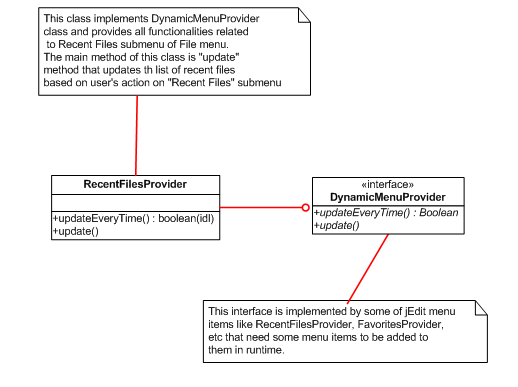 This class implements DynamicMenuProvider
class and provides all functionalities related
to Recent Files submenu of File menu.
The main method of this class is "update"
method that updates th list of recent files
based on user's action on "Recent Files" submenu
RecentFilesProvider
+updateEveryTime() : boolean(idl)
+update()
«interface»
DynamicMenuProvider
+updateEveryTime() : Boolean
+update()
This interface is implemented by some of jEdit menu
items like RecentFilesProvider, FavoritesProvider,
etc that need some menu items to be added to
them in runtime.